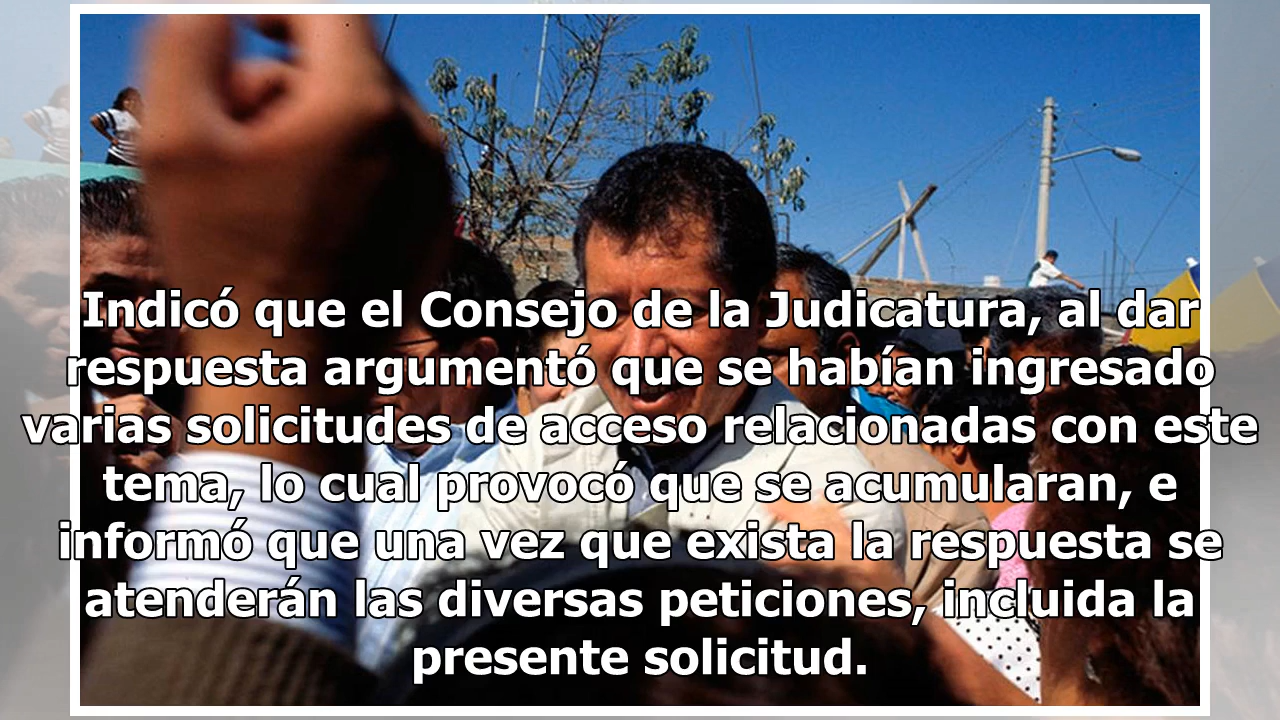 Indicó que el Consejo de la Judicatura, al dar
respuesta argumentó que se habían ingresado
varias solicitudes de acceso relacionadas con este
tema, lo cual provocó que se acumularan, e
informó que una vez que exista la respuesta se
atenderán las diversas peticiones, incluida la
presente solicitud.